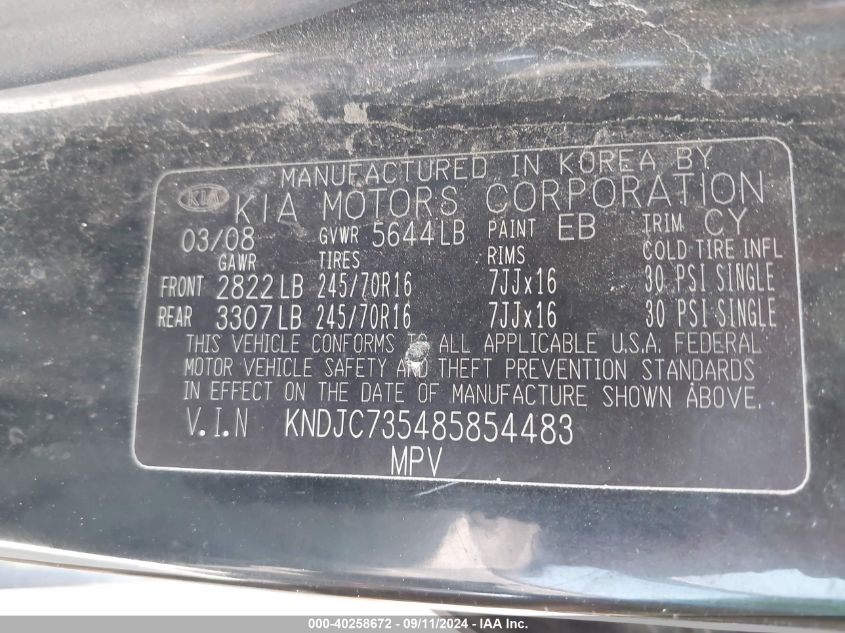 MANUFACTURED IN KOREA BY
KIA KIA MOTORS CORPORATION
03/08 GVWR 5644LB PAINT EB TRIM CY
GAWR TIRES RIMS COLD TIRE INFL
FRONT 2822LB 245/70R16 7JJx16 30 PSI SINGLE
REAR 3307LB 245/70R16 7JJx16 30 PSI SINGLE
THIS VEHICLE CONFORMS TO ALL APPLICABLE U.S.A. FEDERAL
MOTOR VEHICLE SAFETY AND THEFT PREVENTION STANDARDS
IN EFFECT ON THE DATE OF MANUFACTURE SHOWN ABOVE.
V.I.N KNDJC735485854483
MPV
000-40258672 - 09/11/2024 - IAA Inc.